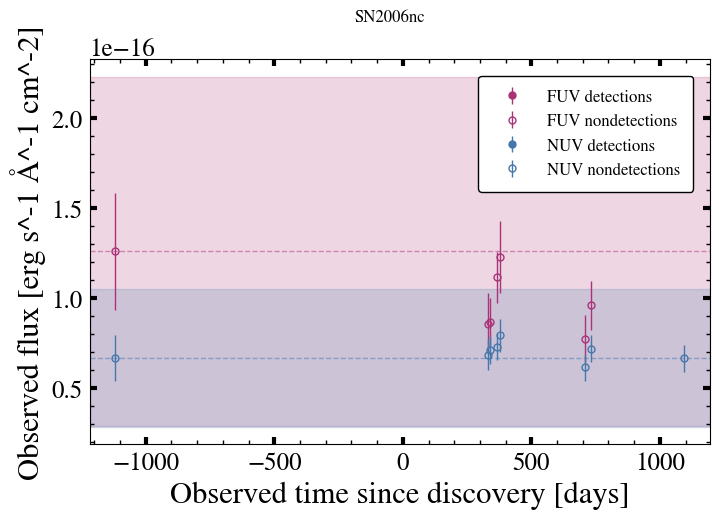 SN2006nc
1e−16
2.0
1.5
1.0
0.5
Observed flux [erg s^-1 Å^-1 cm^-2]
FUV detections
FUV nondetections
NUV detections
NUV nondetections
−1000
−500
0
500
1000
Observed time since discovery [days]